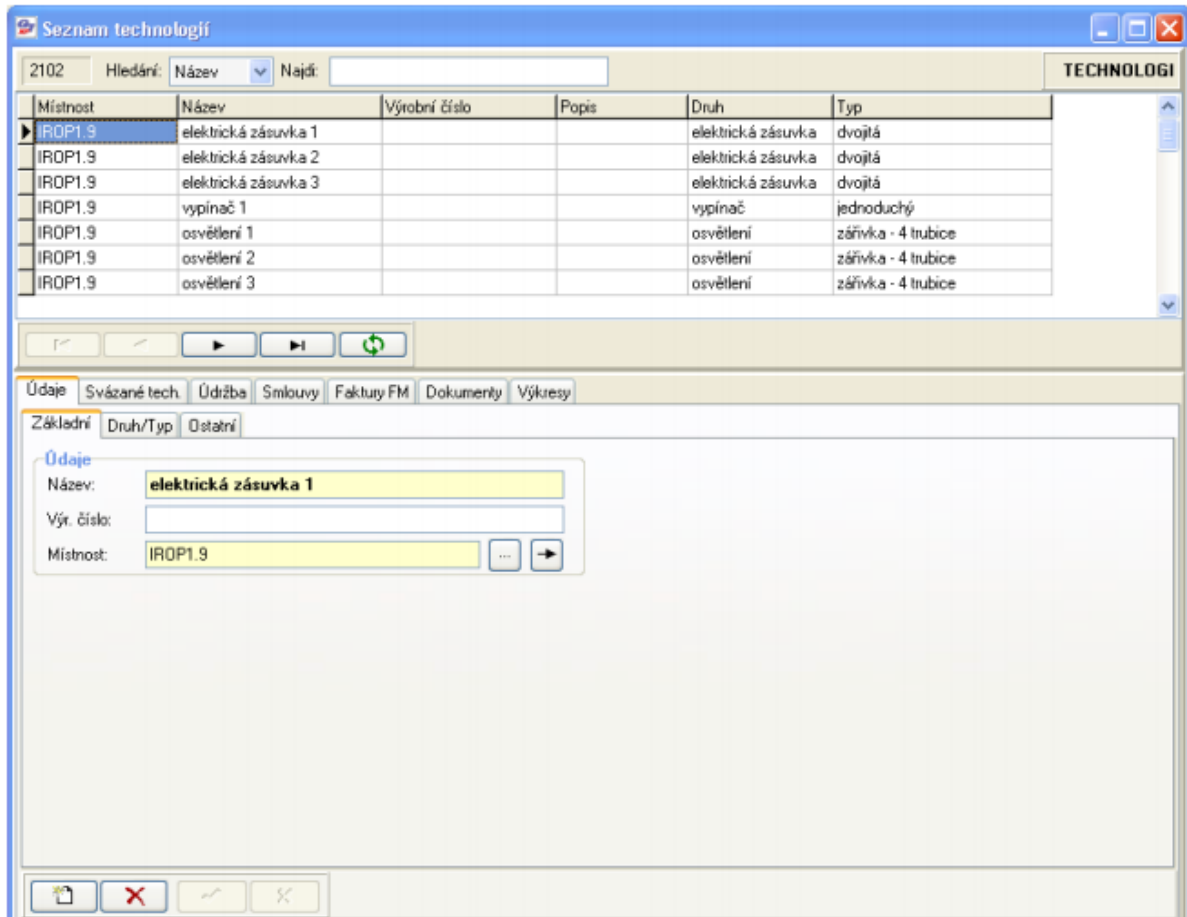 Seznam technologií
2102 Hledání: Název Najdi: TECHNOLOGI
Místnost Název Výrobní číslo Popis Druh Typ
IROP1.9 elektrická zásuvka 1 elektrická zásuvka dvojitá
IROP1.9 elektrická zásuvka 2 elektrická zásuvka dvojitá
IROP1.9 elektrická zásuvka 3 elektrická zásuvka dvojitá
IROP1.9 vypínač 1 vypínač jednoduchý
IROP1.9 osvětlení 1 osvětlení zářivka - 4 trubice
IROP1.9 osvětlení 2 osvětlení zářivka - 4 trubice
IROP1.9 osvětlení 3 osvětlení zářivka - 4 trubice
Údaje Svázané tech. Údržba Smlouvy Faktury FM Dokumenty Výkresy
Základní Druh/Typ Ostatní
Údaje
Název: elektrická zásuvka 1
Výr. číslo:
Místnost: IROP1.9 ...